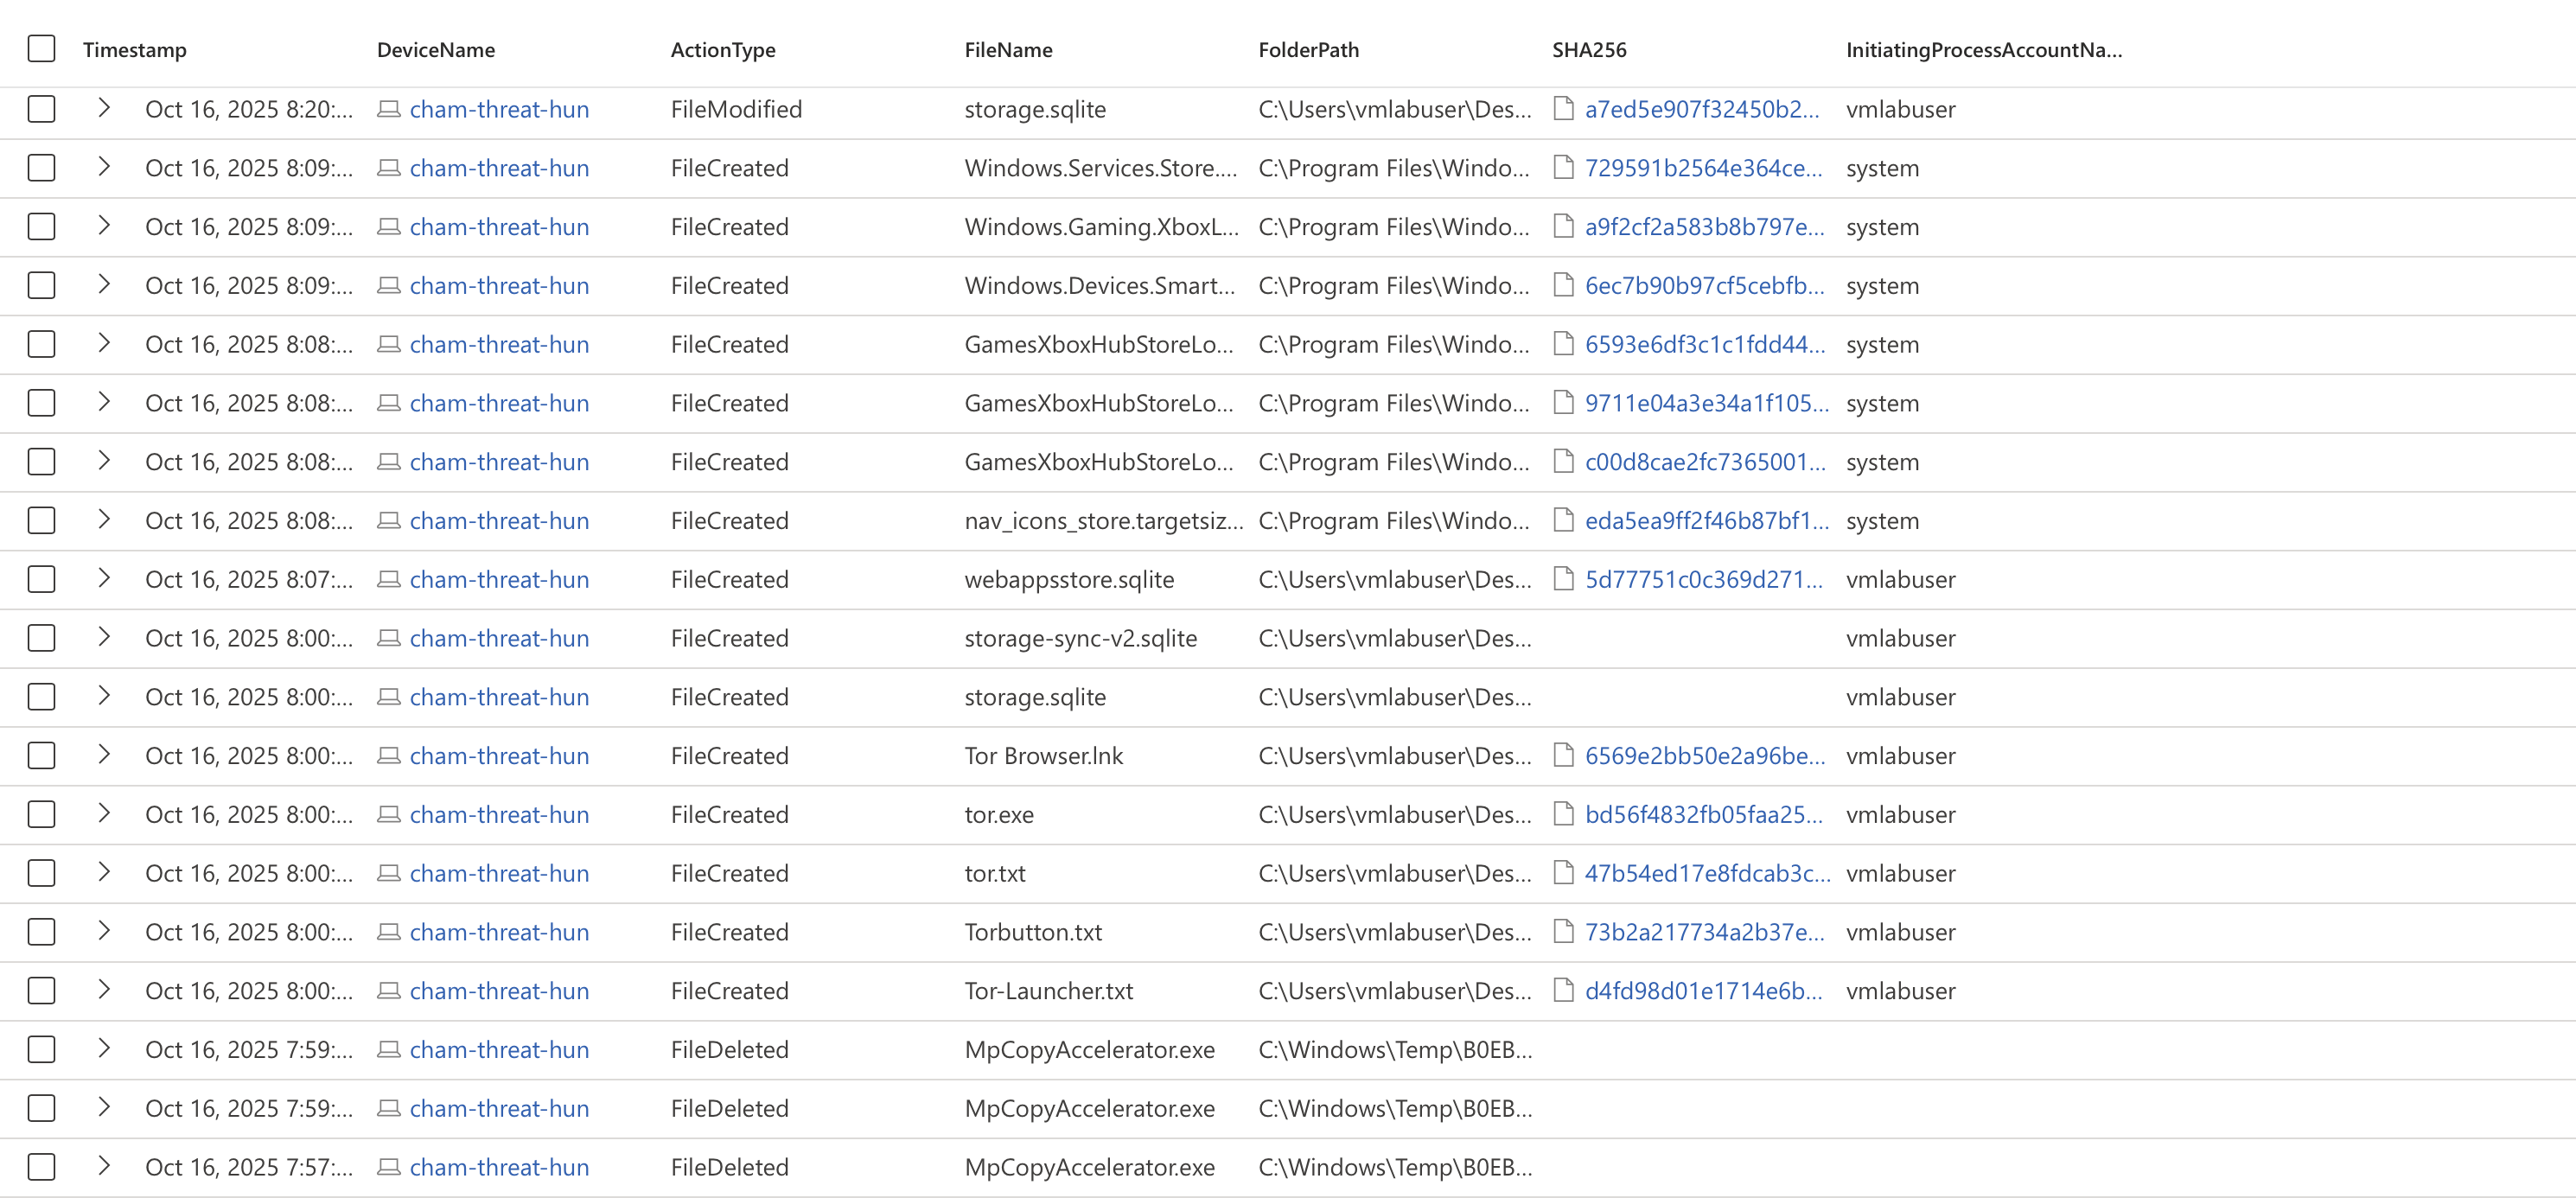 Timestamp DeviceName ActionType FileName FolderPath SHA256 InitiatingProcessAccountNa...
Oct 16, 2025 8:20:... cham-threat-hun FileModified storage.sqlite C:\Users\vmlabuser\Des... a7ed5e907f32450b2... vmlabuser
Oct 16, 2025 8:09:... cham-threat-hun FileCreated Windows.Services.Store.... C:\Program Files\Windo... 729591b2564e364ce... system
Oct 16, 2025 8:09:... cham-threat-hun FileCreated Windows.Gaming.XboxL... C:\Program Files\Windo... a9f2cf2a583b8b797e... system
Oct 16, 2025 8:09:... cham-threat-hun FileCreated Windows.Devices.Smart... C:\Program Files\Windo... 6ec7b90b97cf5cebfb... system
Oct 16, 2025 8:08:... cham-threat-hun FileCreated GamesXboxHubStoreLo... C:\Program Files\Windo... 6593e6df3c1c1fdd44... system
Oct 16, 2025 8:08:... cham-threat-hun FileCreated GamesXboxHubStoreLo... C:\Program Files\Windo... 9711e04a3e34a1f105... system
Oct 16, 2025 8:08:... cham-threat-hun FileCreated GamesXboxHubStoreLo... C:\Program Files\Windo... c00d8cae2fc7365001... system
Oct 16, 2025 8:08:... cham-threat-hun FileCreated nav_icons_store.targetsiz... C:\Program Files\Windo... eda5ea9ff2f46b87bf1... system
Oct 16, 2025 8:07:... cham-threat-hun FileCreated webappsstore.sqlite C:\Users\vmlabuser\Des... 5d77751c0c369d271... vmlabuser
Oct 16, 2025 8:00:... cham-threat-hun FileCreated storage-sync-v2.sqlite C:\Users\vmlabuser\Des... vmlabuser
Oct 16, 2025 8:00:... cham-threat-hun FileCreated storage.sqlite C:\Users\vmlabuser\Des... vmlabuser
Oct 16, 2025 8:00:... cham-threat-hun FileCreated Tor Browser.lnk C:\Users\vmlabuser\Des... 6569e2bb50e2a96be... vmlabuser
Oct 16, 2025 8:00:... cham-threat-hun FileCreated tor.exe C:\Users\vmlabuser\Des... bd56f4832fb05faa25... vmlabuser
Oct 16, 2025 8:00:... cham-threat-hun FileCreated tor.txt C:\Users\vmlabuser\Des... 47b54ed17e8fdcab3c... vmlabuser
Oct 16, 2025 8:00:... cham-threat-hun FileCreated Torbutton.txt C:\Users\vmlabuser\Des... 73b2a217734a2b37e... vmlabuser
Oct 16, 2025 8:00:... cham-threat-hun FileCreated Tor-Launcher.txt C:\Users\vmlabuser\Des... d4fd98d01e1714e6b... vmlabuser
Oct 16, 2025 7:59:... cham-threat-hun FileDeleted MpCopyAccelerator.exe C:\Windows\Temp\B0EB...
Oct 16, 2025 7:59:... cham-threat-hun FileDeleted MpCopyAccelerator.exe C:\Windows\Temp\B0EB...
Oct 16, 2025 7:57:... cham-threat-hun FileDeleted MpCopyAccelerator.exe C:\Windows\Temp\B0EB...